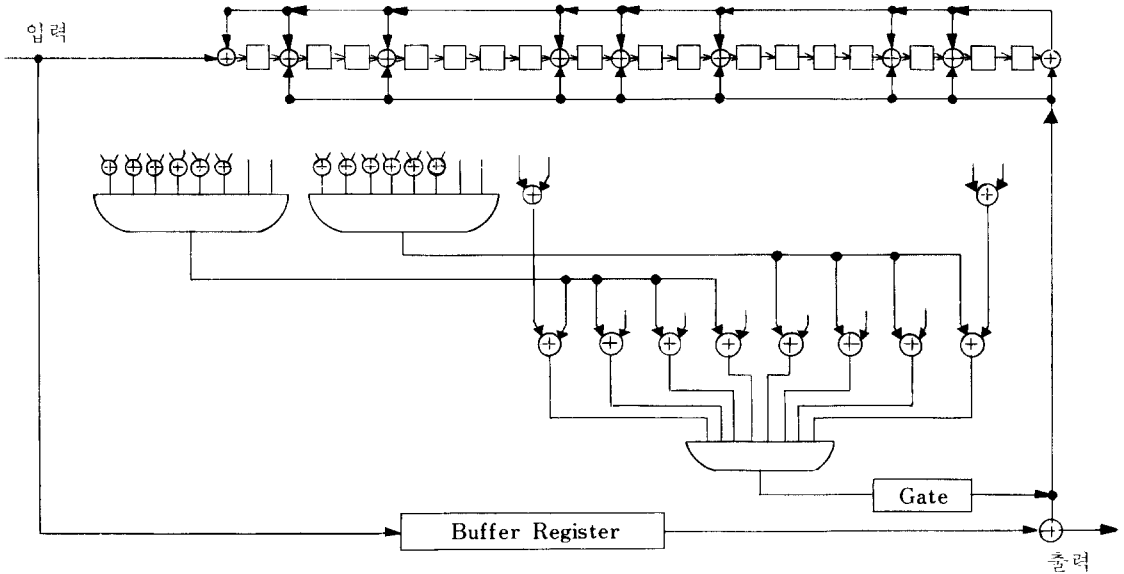 입력
Gate
Buffer Register
출력